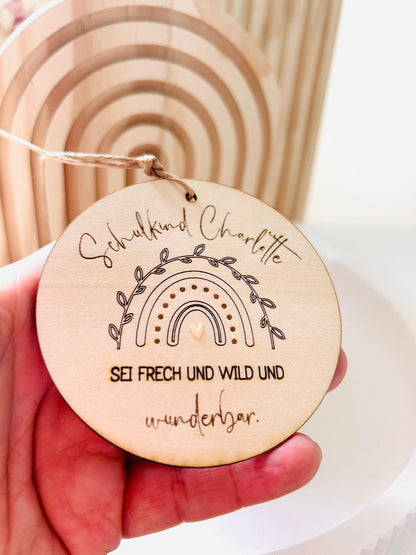 Schulkind Charlotte
SEI FRECH UND WILD UND
wunderbar.